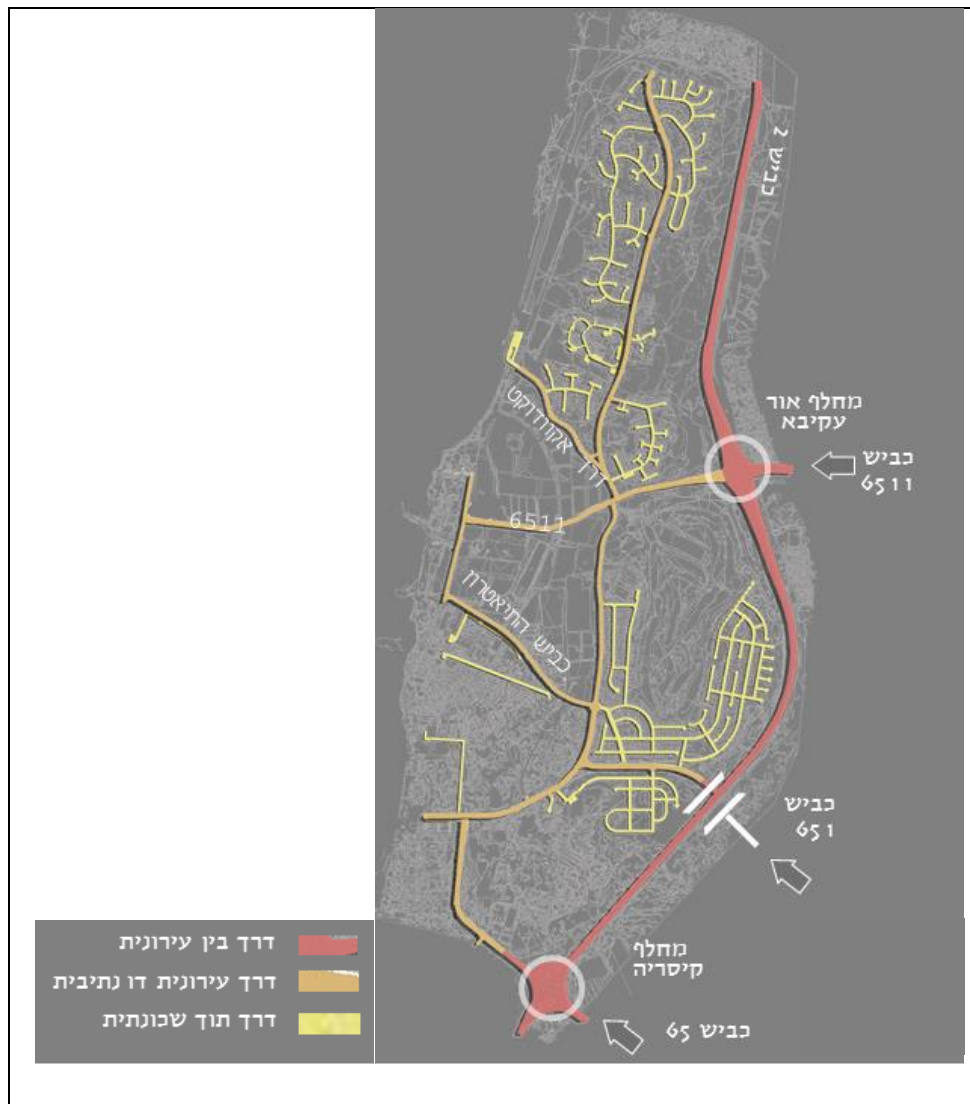 כביש 2
מחלף אור
עקיבא
כביש
6511
דרך אקוודוקט
6511
כביש התיאטרון
כביש
651
מחלף
קיסריה
כביש 65
דרך בין עירונית
דרך עירונית דו נתיבית
דרך תוך שכונתית